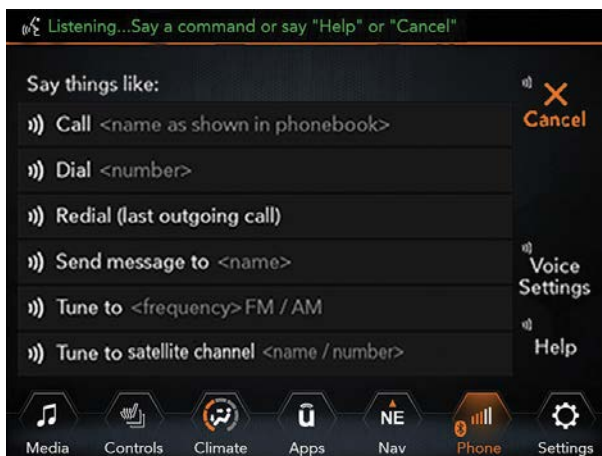 Listening...Say a command or say "Help" or "Cancel"
Say things like:
Call <name as shown in phonebook>
Cancel
Dial <number>
Redial (last outgoing call)
Send message to <name>
Voice
Settings
Tune to <frequency> FM / AM
Tune to satellite channel <name / number>
Help
NE
Media Controls Climate Apps Nav Phone Settings